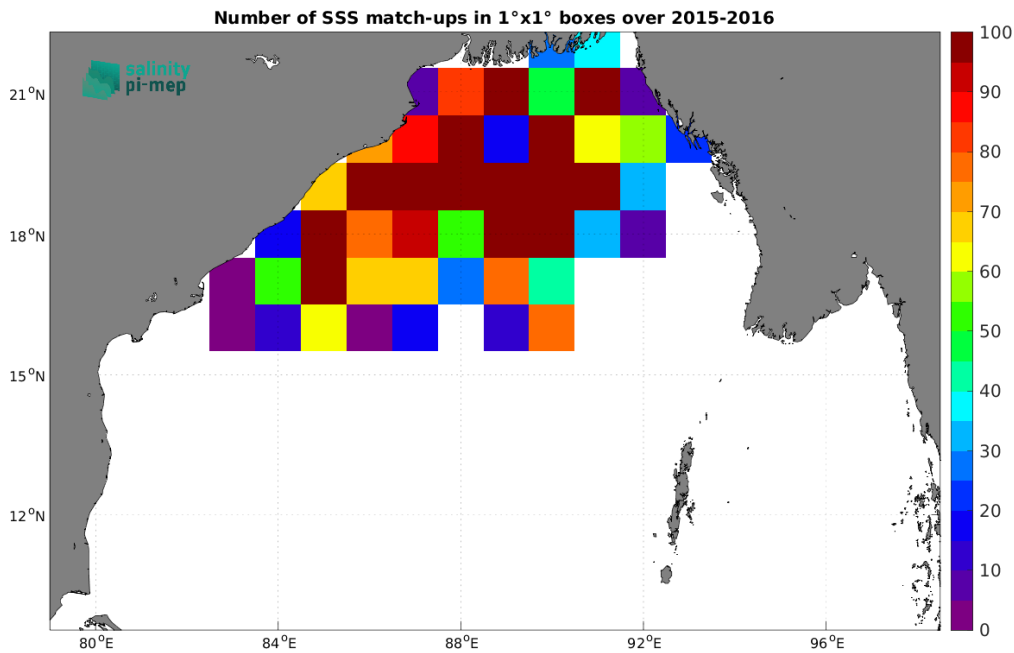 Number of SSS match-ups in 1°x1° boxes over 2015-2016
salinity
pi-mep
21°N
18°N
15°N
12°N
80°E 84°E 88°E 92°E 96°E
100
90
80
70
60
50
40
30
20
10
0